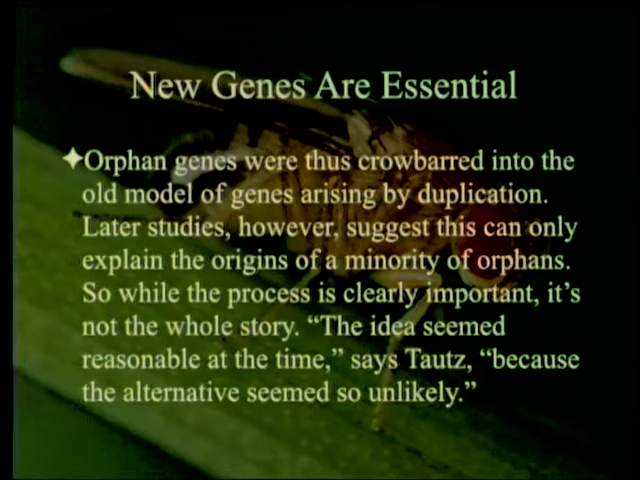 New Genes Are Essential
✦Orphan genes were thus crowbarred into the
old model of genes arising by duplication.
Later studies, however, suggest this can only
explain the origins of a minority of orphans.
So while the process is clearly important, it's
not the whole story. “The idea seemed
reasonable at the time,” says Tautz, “because
the alternative seemed so unlikely.”